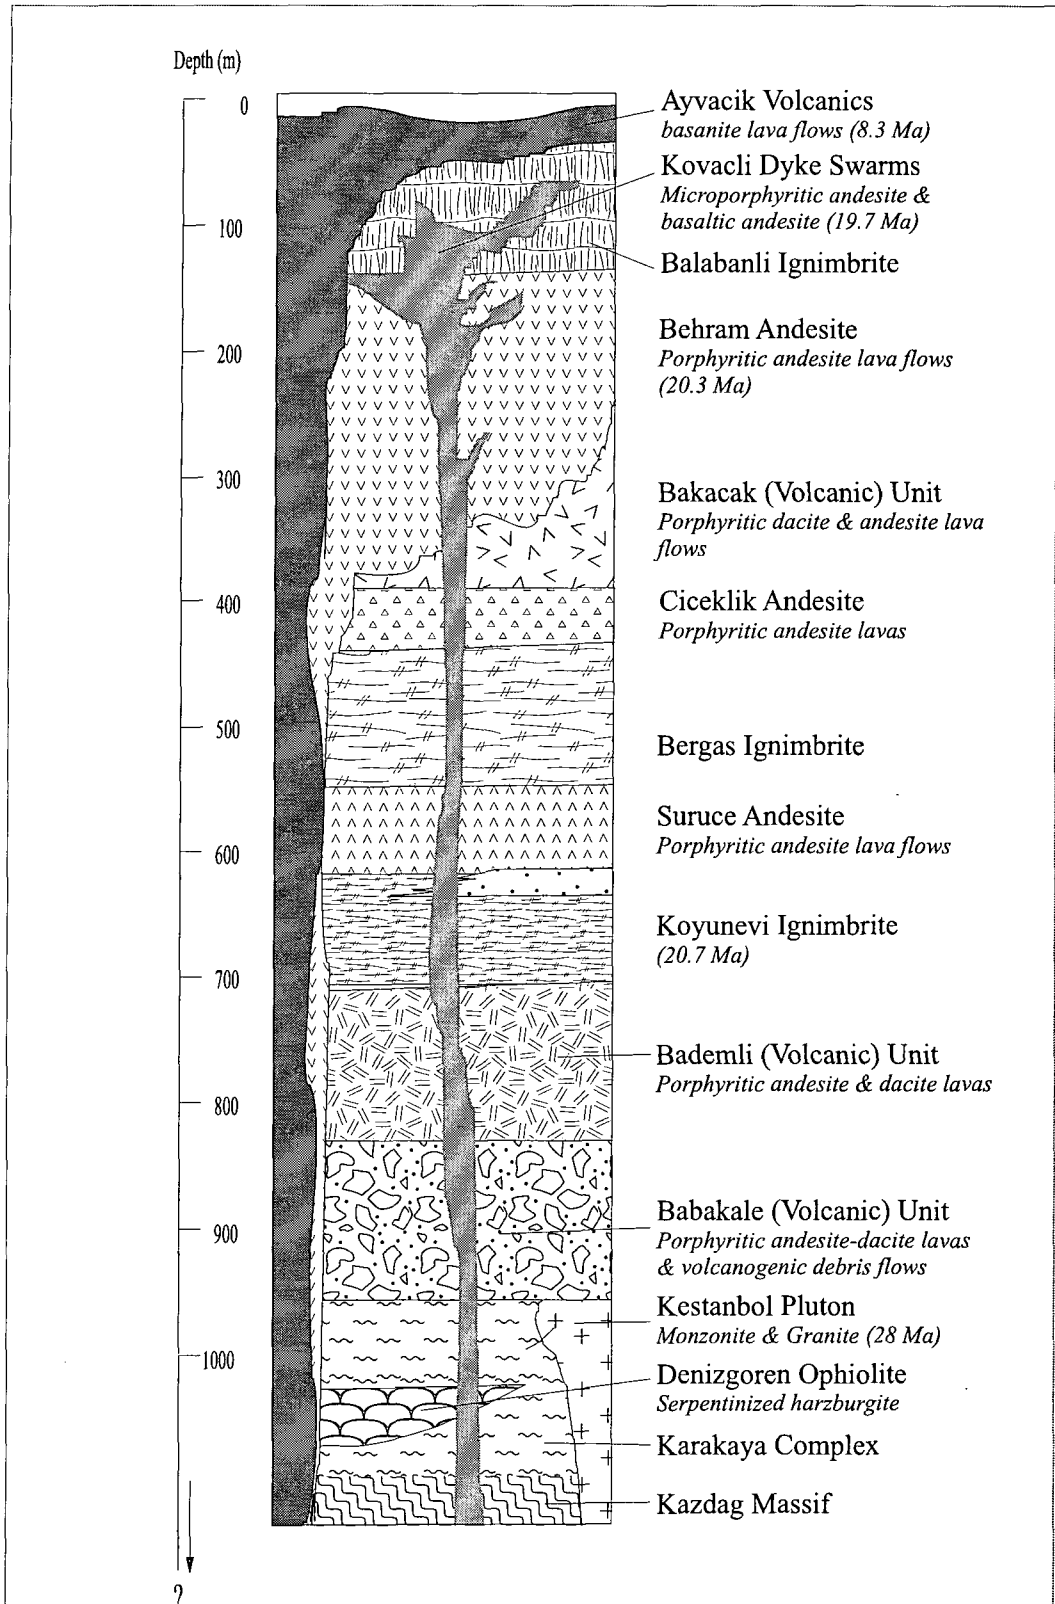 Depth (m)
0
100
200
300
400
500
600
700
800
900
1000
?
Ayvacik Volcanics
basanite lava flows (8.3 Ma)
Kovacli Dyke Swarms
Microporphyritic andesite &
basaltic andesite (19.7 Ma)
Balabanli Ignimbrite
Behram Andesite
Porphyritic andesite lava flows
(20.3 Ma)
Bakacak (Volcanic) Unit
Porphyritic dacite & andesite lava
flows
Ciceklik Andesite
Porphyritic andesite lavas
Bergas Ignimbrite
Suruce Andesite
Porphyritic andesite lava flows
Koyunevi Ignimbrite
(20.7 Ma)
Bademli (Volcanic) Unit
Porphyritic andesite & dacite lavas
Babakale (Volcanic) Unit
Porphyritic andesite-dacite lavas
& volcanogenic debris flows
Kestanbol Pluton
Monzonite & Granite (28 Ma)
Denizgoren Ophiolite
Serpentinized harzburgite
Karakaya Complex
Kazdag Massif